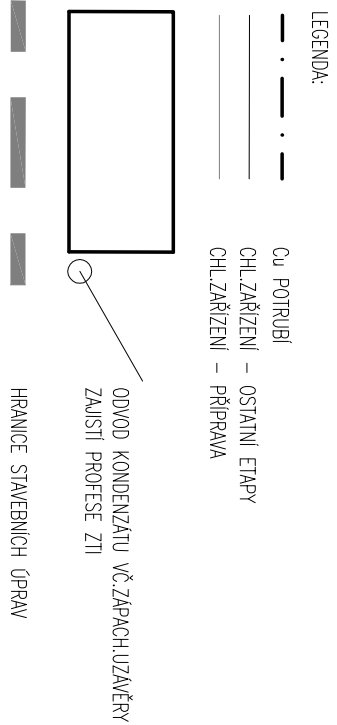 LEGENDA:
Cu POTRUBÍ
CHL.ZAŘÍZENÍ – OSTATNÍ ETAPY
CHL.ZAŘÍZENÍ – PŘÍPRAVA
ODVOD KONDENZÁTU VČ.ZÁPACH.UZÁVĚRY
ZAJISTÍ PROFESE ZTI
HRANICE STAVEBNÍCH ÚPRAV